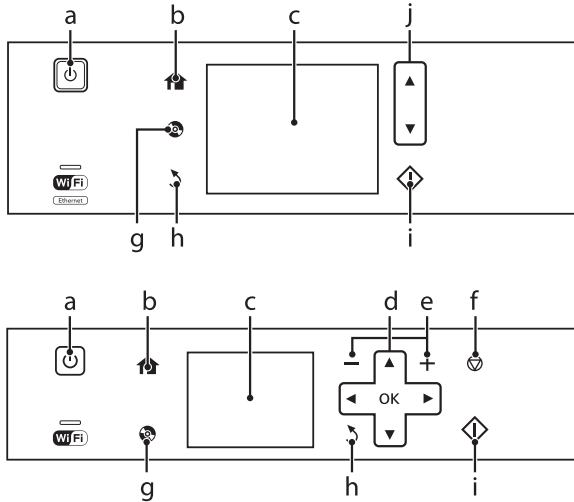 a b c j
WiFi
Ethernet
g h i
a b c d e f
OK
WiFi
g h i